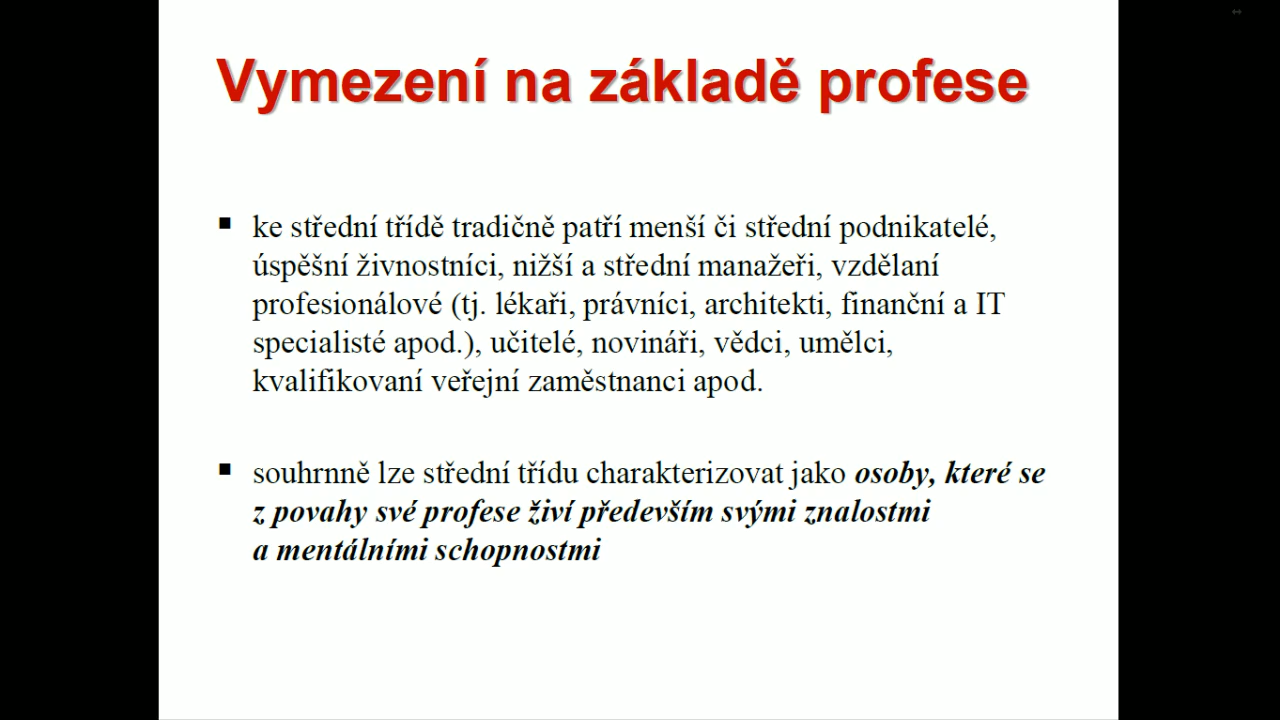 Vymezení na základě profese
▪ ke střední třídě tradičně patří menší či střední podnikatelé,
úspěšní živnostníci, nižší a střední manažeři, vzdělaní
profesionálové (tj. lékaři, právníci, architekti, finanční a IT
specialisté apod.), učitelé, novináři, vědci, umělci,
kvalifikovaní veřejní zaměstnanci apod.
▪ souhrnně lze střední třídu charakterizovat jako osoby, které se
z povahy své profese živí především svými znalostmi
a mentálními schopnostmi